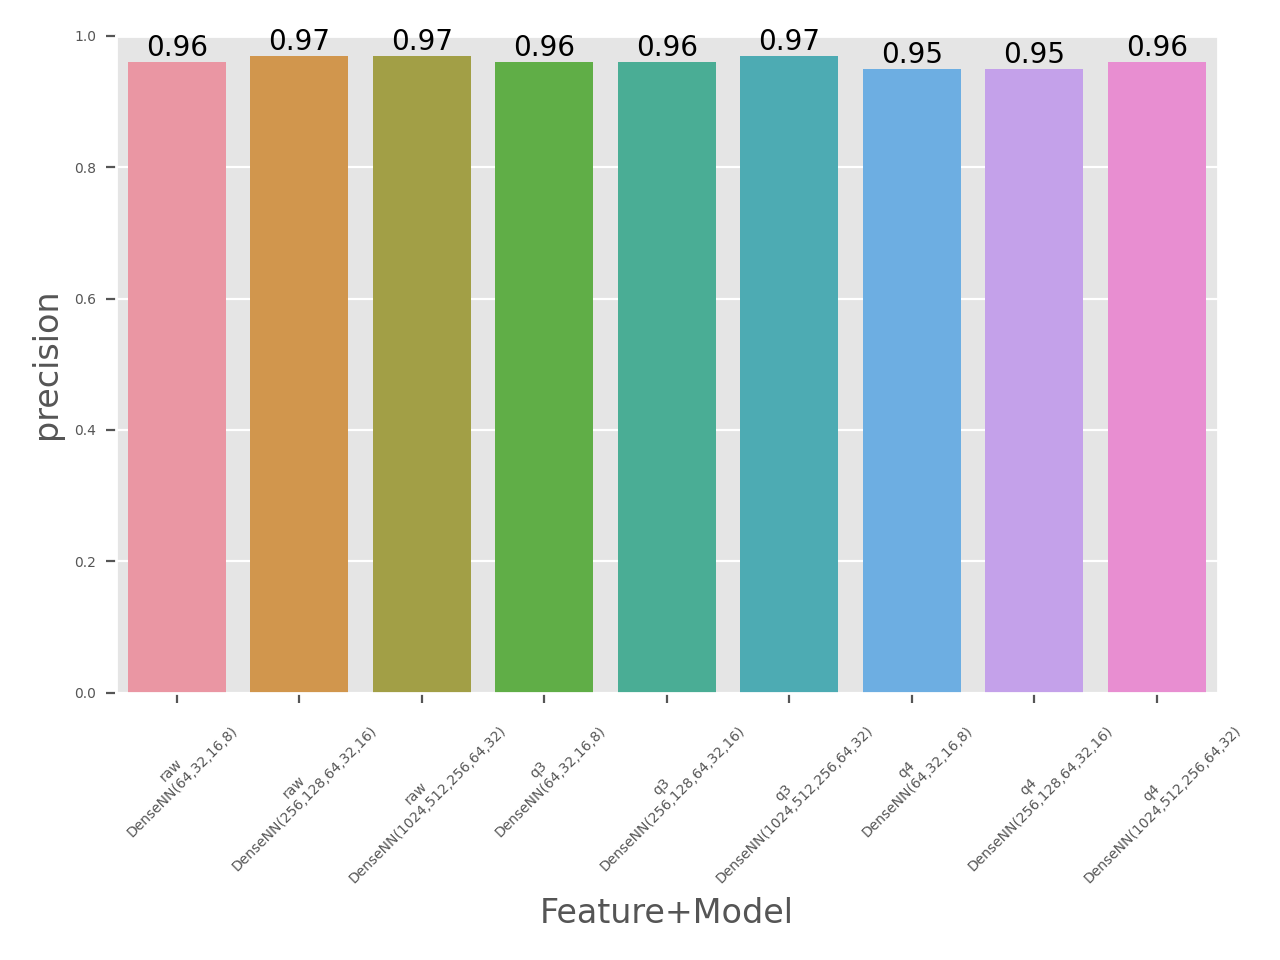 0.96
0.97
0.97
0.96
0.96
0.97
0.95
0.95
0.96
1.0
0.8
0.6
0.4
0.2
0.0
precision
raw
DenseNN(64,32,16,8)
raw
DenseNN(256,128,64,32,16)
raw
DenseNN(1024,512,256,64,32)
q3
DenseNN(64,32,16,8)
q3
DenseNN(256,128,64,32,16)
q3
DenseNN(1024,512,256,64,32)
q4
DenseNN(64,32,16,8)
q4
DenseNN(256,128,64,32,16)
q4
DenseNN(1024,512,256,64,32)
Feature+Model